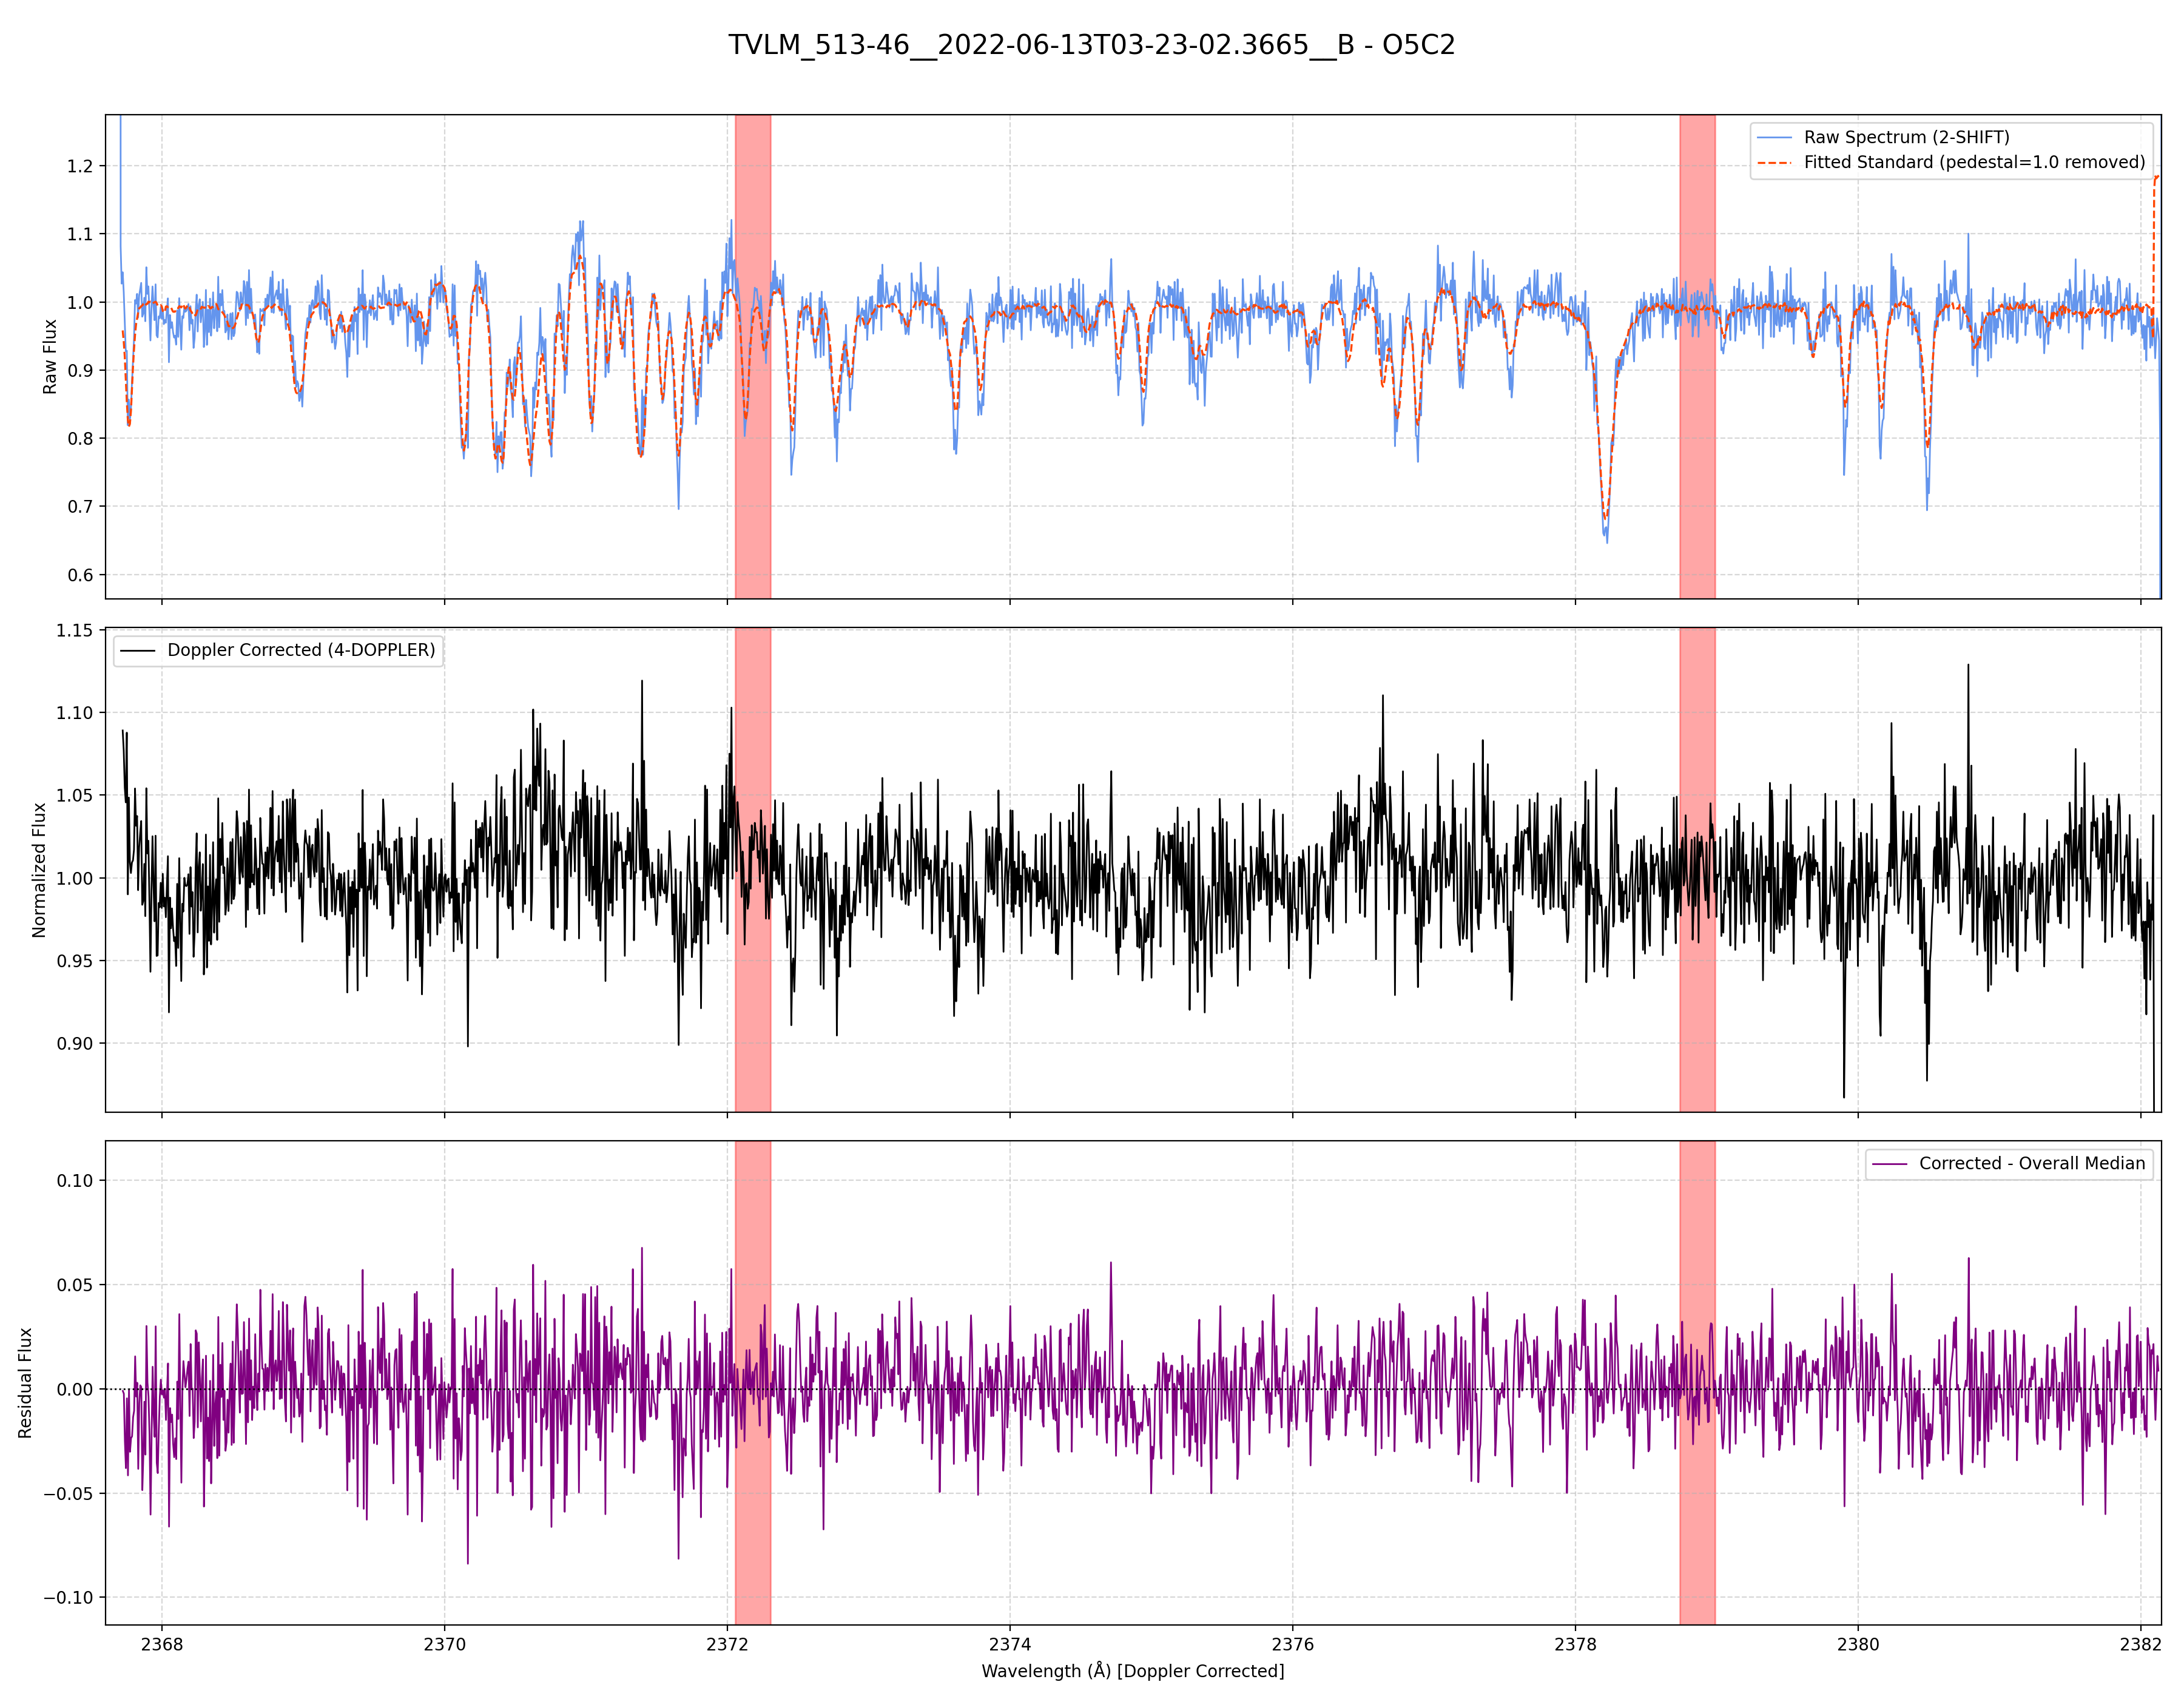 TVLM_513-46__2022-06-13T03-23-02.3665__B - O5C2
Raw Spectrum (2-SHIFT)
Fitted Standard (pedestal=1.0 removed)
Raw Flux
1.2
1.1
1.0
0.9
0.8
0.7
0.6
Doppler Corrected (4-DOPPLER)
Normalized Flux
1.15
1.10
1.05
1.00
0.95
0.90
Corrected - Overall Median
Residual Flux
0.10
0.05
0.00
−0.05
−0.10
2368 2370 2372 2374 2376 2378 2380 2382
Wavelength (Å) [Doppler Corrected]